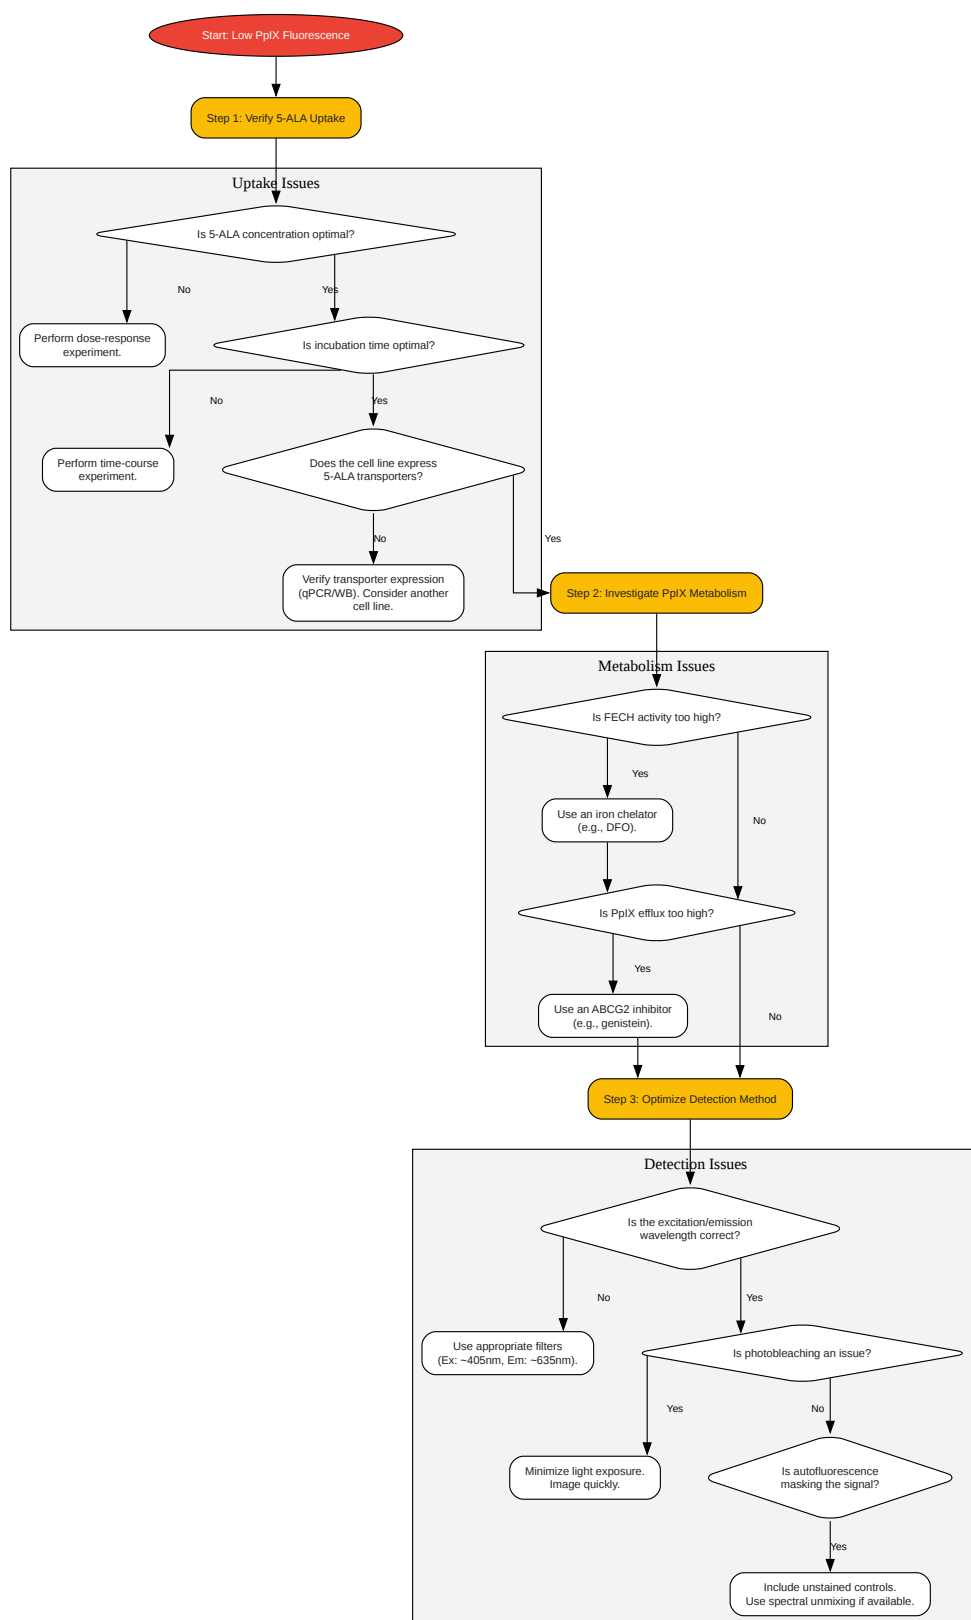 Start: Low PpIX Fluorescence
Step 1: Verify 5-ALA Uptake
Uptake Issues
Is 5-ALA concentration optimal?
No
Yes
Perform dose-response
experiment.
Is incubation time optimal?
No
Yes
Perform time-course
experiment.
Does the cell line express
5-ALA transporters?
No
Yes
Verify transporter expression
(qPCR/WB). Consider another
cell line.
Step 2: Investigate PpIX Metabolism
Metabolism Issues
Is FECH activity too high?
Yes
Use an iron chelator
(e.g., DFO).
No
Is PpIX efflux too high?
Yes
Use an ABCG2 inhibitor
(e.g., genistein).
No
Step 3: Optimize Detection Method
Detection Issues
Is the excitation/emission
wavelength correct?
No
Yes
Use appropriate filters
(Ex: ~405nm, Em: ~635nm).
Is photobleaching an issue?
Yes
No
Minimize light exposure.
Image quickly.
Is autofluorescence
masking the signal?
Yes
Include unstained controls.
Use spectral unmixing if available.